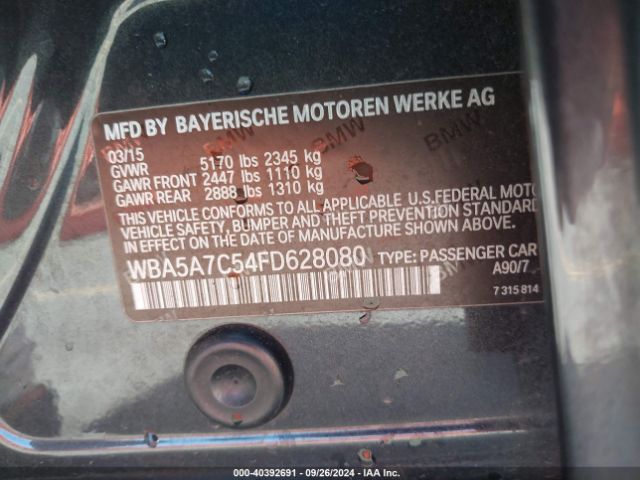 MFD BY BAYERISCHE MOTOREN WERKE AG
03/15
GVWR 5170 lbs 2345 kg
GAWR FRONT 2447 lbs 1110 kg
GAWR REAR 2888 lbs 1310 kg
THIS VEHICLE CONFORMS TO ALL APPLICABLE U.S.FEDERAL MOTO
VEHICLE SAFETY, BUMPER AND THEFT PREVENTION STANDARD
IN EFFECT ON THE DATE OF MANUFACTURE SHOWN ABOVE.
WBA5A7C54FD628080 TYPE: PASSENGER CAR
A90/7
7 315 814
BMW
BMW
BMW
000-40392691 - 09/26/2024 - IAA Inc.